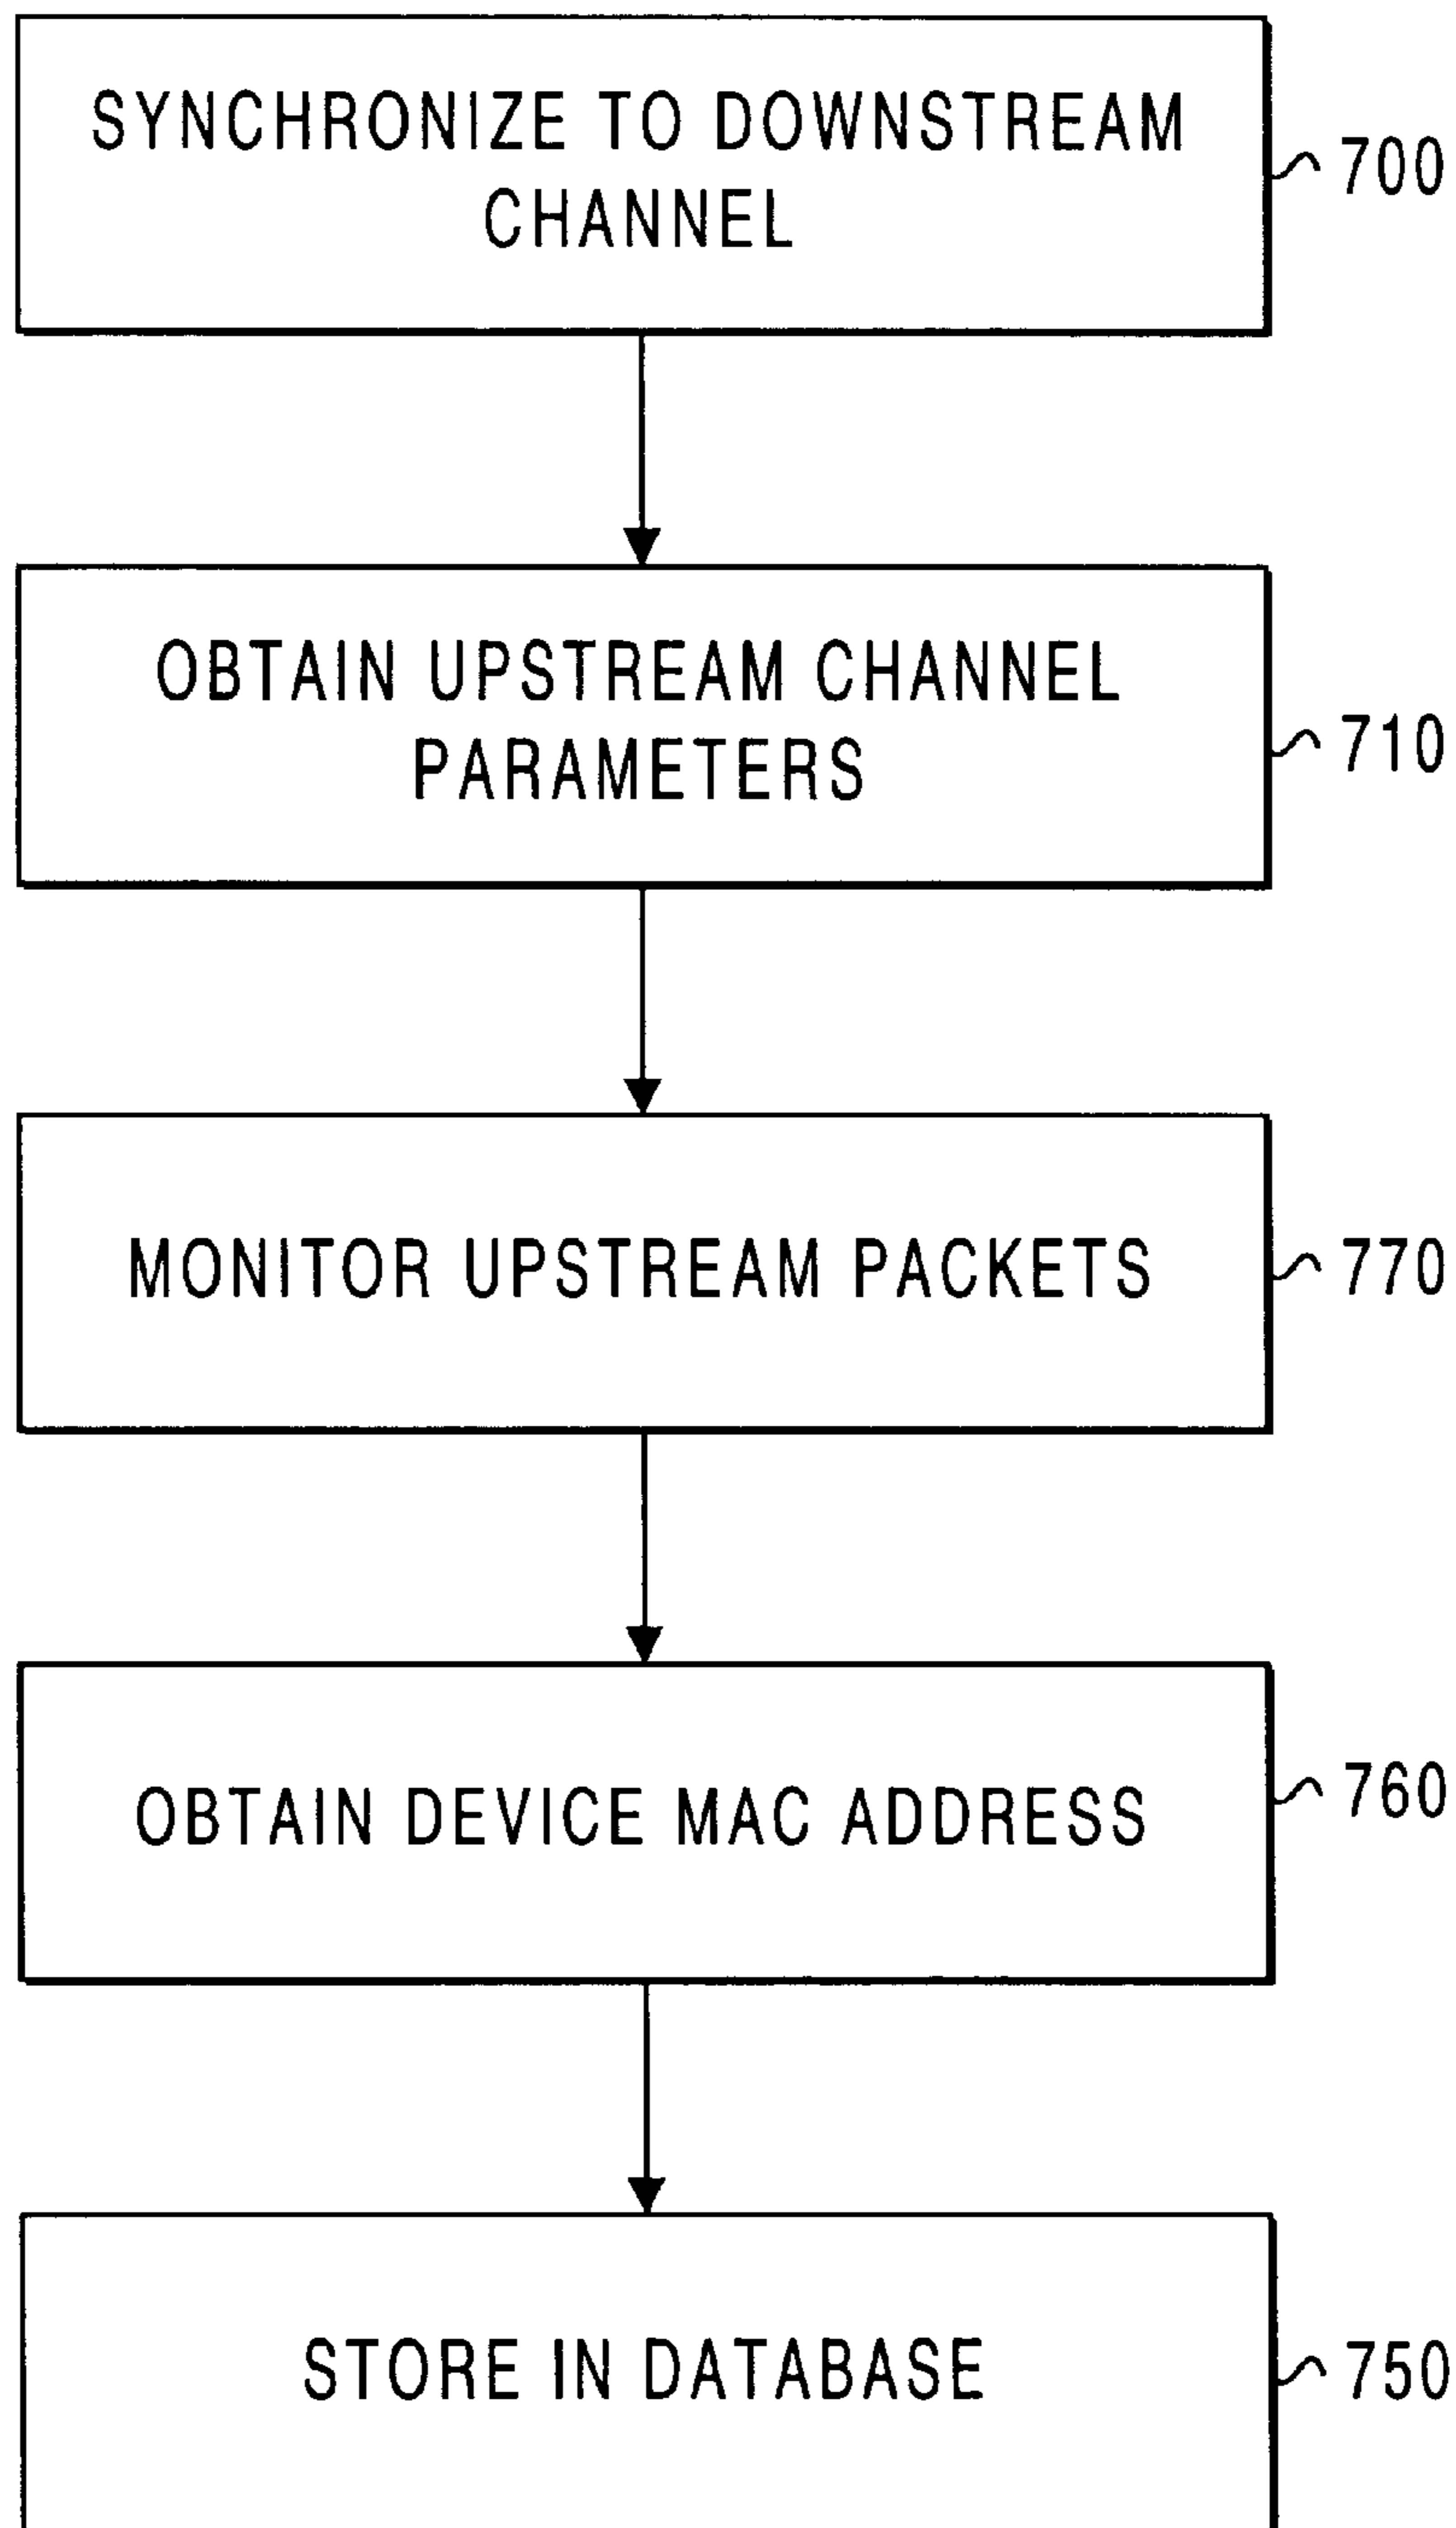 SYNCHRONIZE TO DOWNSTREAM
CHANNEL
700
OBTAIN UPSTREAM CHANNEL
PARAMETERS
710
MONITOR UPSTREAM PACKETS
770
OBTAIN DEVICE MAC ADDRESS
760
STORE IN DATABASE
750